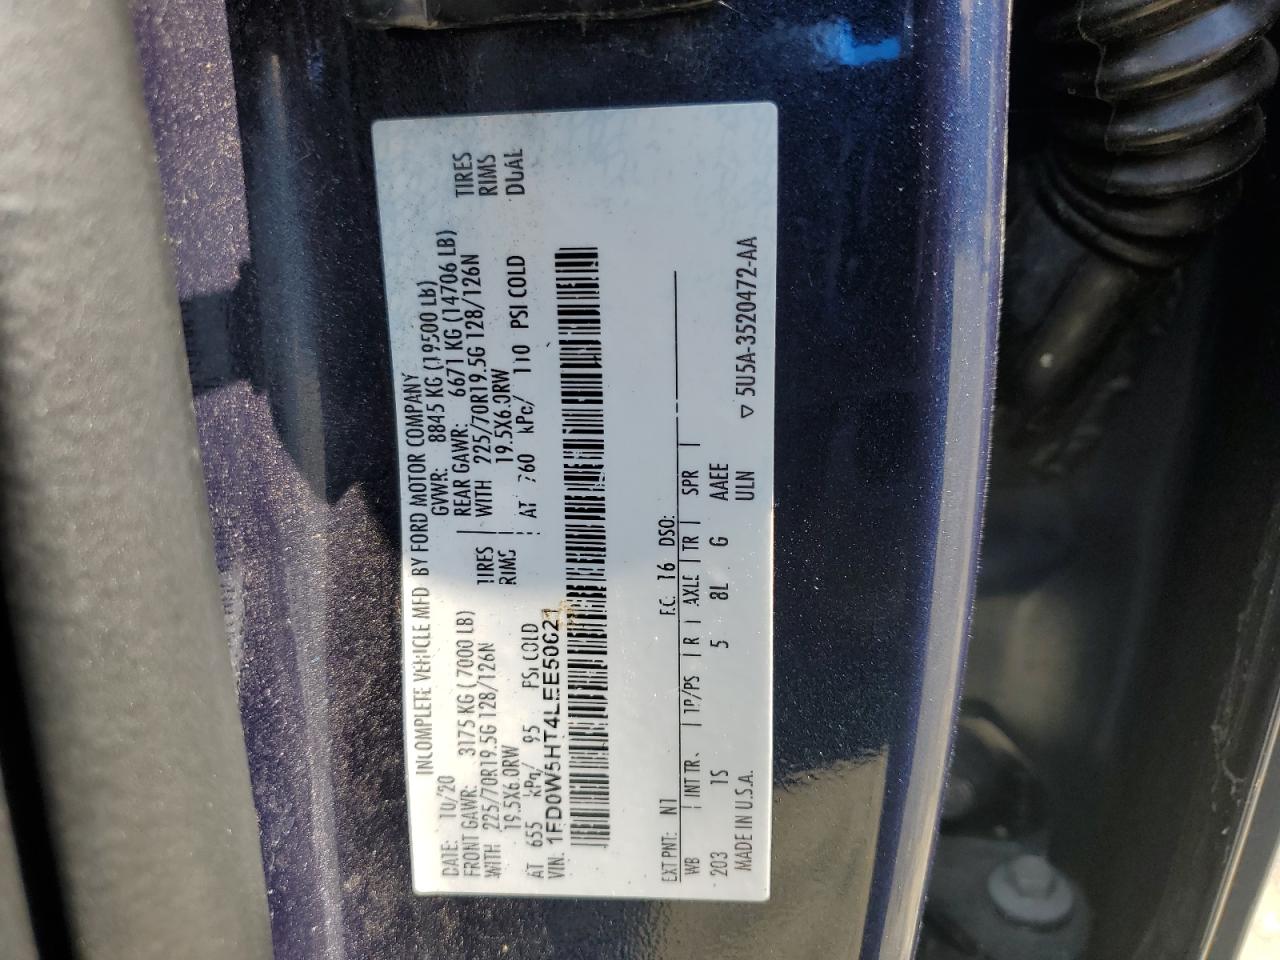 INCOMPLETE VEHICLE MFD BY FORD MOTOR COMPANY
DATE: 10/20 GVWR: 8845 KG (19500 LB)
FRONT GAWR: 3175 KG (7000 LB) REAR GAWR: 6671 KG (14706 LB)
WITH 225/70R19.5G 128/126N TIRES WITH 225/70R19.5G 128/126N TIRES
19.5X6.0RW RIMS 19.5X6.0RW RIMS
AT 655 kPa/ 95 PSI COLD AT 760 kPa/ 110 PSI COLD DUAL
VIN: 1FD0W5HT4LEE50621
F.C. 16 DSO:
EXT PNT: N1
WB INT TR. TP/PS R AXLE TR SPR
203 1S 5 8L G AAEE
MADE IN U.S.A. ULN
▽ 5U5A-3520472-AA